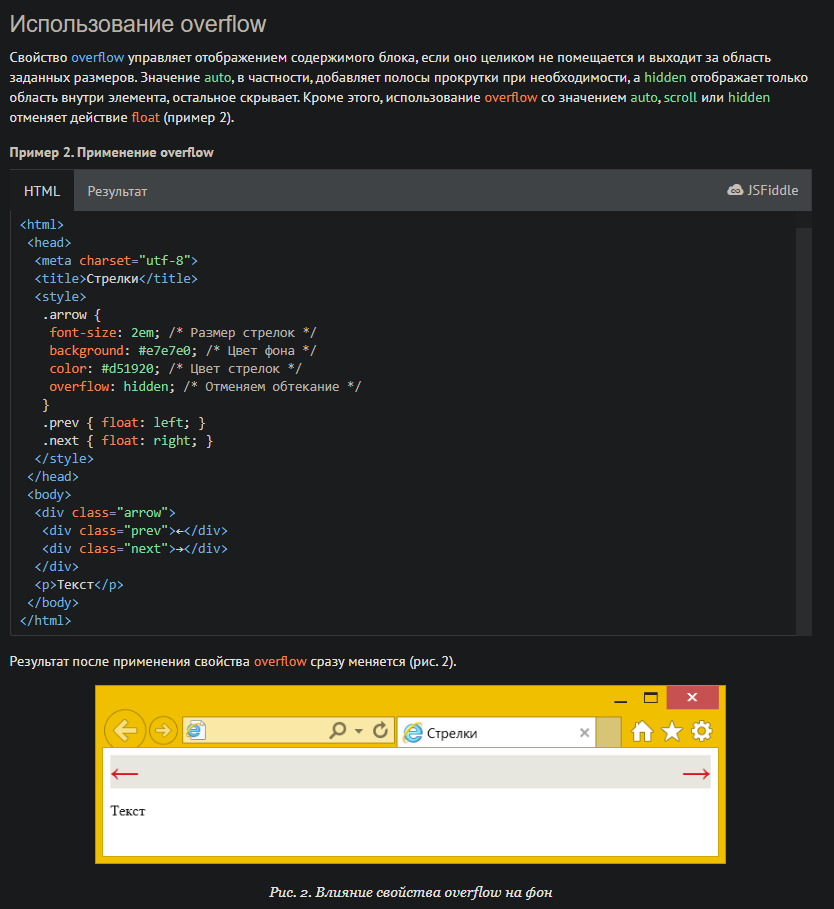 Использование overflow
Свойство overflow управляет отображением содержимого блока, если оно целиком не помещается и выходит за область
заданных размеров. Значение auto, в частности, добавляет полосы прокрутки при необходимости, а hidden отображает только
область внутри элемента, остальное скрывает. Кроме этого, использование overflow со значением auto, scroll или hidden
отменяет действие float (пример 2).
Пример 2. Применение overflow
HTML Результат JSFiddle
<html>
<head>
<meta charset="utf-8">
<title>Стрелки</title>
<style>
.arrow {
font-size: 2em; /* Размер стрелок */
background: #e7e7e0; /* Цвет фона */
color: #d51920; /* Цвет стрелок */
overflow: hidden; /* Отменяем обтекание */
}
.prev { float: left; }
.next { float: right; }
</style>
</head>
<body>
<div class="arrow">
<div class="prev">←</div>
<div class="next">→</div>
</div>
<p>Текст</p>
</body>
</html>
Результат после применения свойства overflow сразу меняется (рис. 2).
Стрелки
← →
Текст
Рис. 2. Влияние свойства overflow на фон